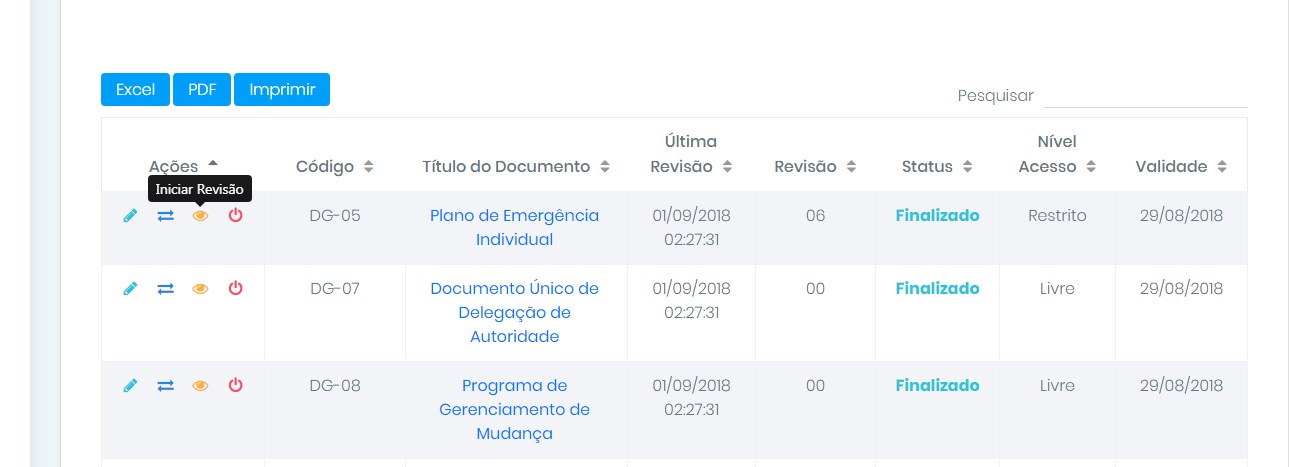 Excel PDF Imprimir
Pesquisar
Última
Nível
Ações Código Título do Documento Revisão Revisão Status Acesso Validade
Iniciar Revisão
DG-05 Plano de Emergência 01/09/2018 06 Finalizado Restrito 29/08/2018
Individual 02:27:31
DG-07 Documento Único de 01/09/2018 00 Finalizado Livre 29/08/2018
Delegação de 02:27:31
Autoridade
DG-08 Programa de 01/09/2018 00 Finalizado Livre 29/08/2018
Gerenciamento de 02:27:31
Mudança